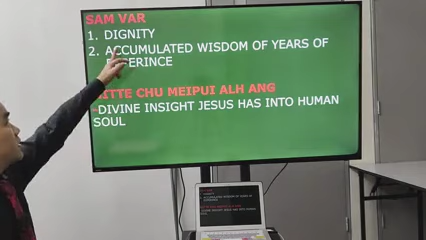 SAM VAR
1. DIGNITY
2. ACCUMULATED WISDOM OF YEARS OF
ITTE CHU MEIPUI ALH ANG
-DIVINE INSIGHT JESUS HAS INTO HUMAN
SOUL